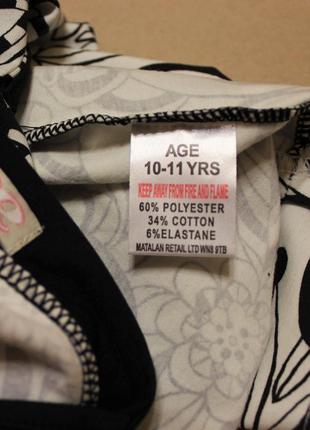 AGE
10-11 YRS
KEEP AWAY FROM FIRE AND FLAME
60% POLYESTER
34% COTTON
6%ELASTANE
MATALAN RETAIL LTD WN8 9TB